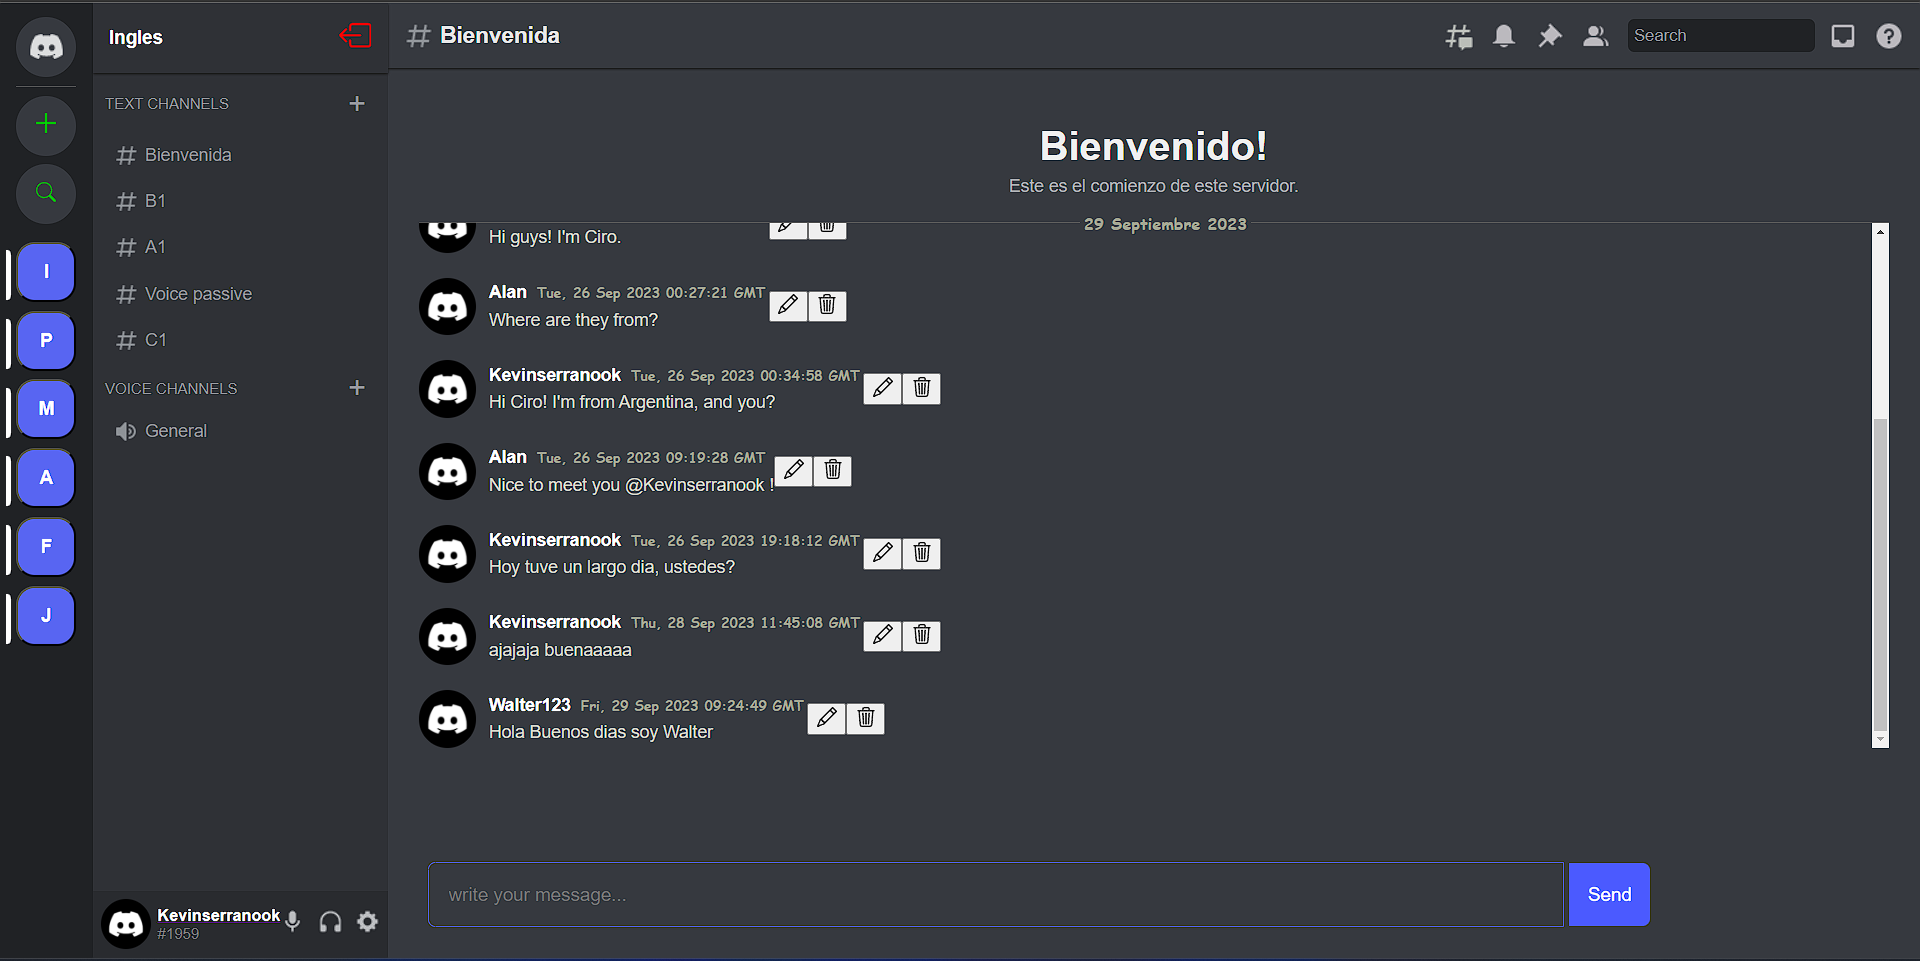 Ingles
# Bienvenida
Search
TEXT CHANNELS
# Bienvenida
# B1
# A1
# Voice passive
# C1
VOICE CHANNELS
General
I
P
M
A
F
J
Kevinserranook
#1959
Bienvenido!
Este es el comienzo de este servidor.
29 Septiembre 2023
Hi guys! I'm Ciro.
Alan Tue, 26 Sep 2023 00:27:21 GMT
Where are they from?
Kevinserranook Tue, 26 Sep 2023 00:34:58 GMT
Hi Ciro! I'm from Argentina, and you?
Alan Tue, 26 Sep 2023 09:19:28 GMT
Nice to meet you @Kevinserranook !
Kevinserranook Tue, 26 Sep 2023 19:18:12 GMT
Hoy tuve un largo dia, ustedes?
Kevinserranook Thu, 28 Sep 2023 11:45:08 GMT
ajajaja buenaaaaa
Walter123 Fri, 29 Sep 2023 09:24:49 GMT
Hola Buenos dias soy Walter
write your message...
Send